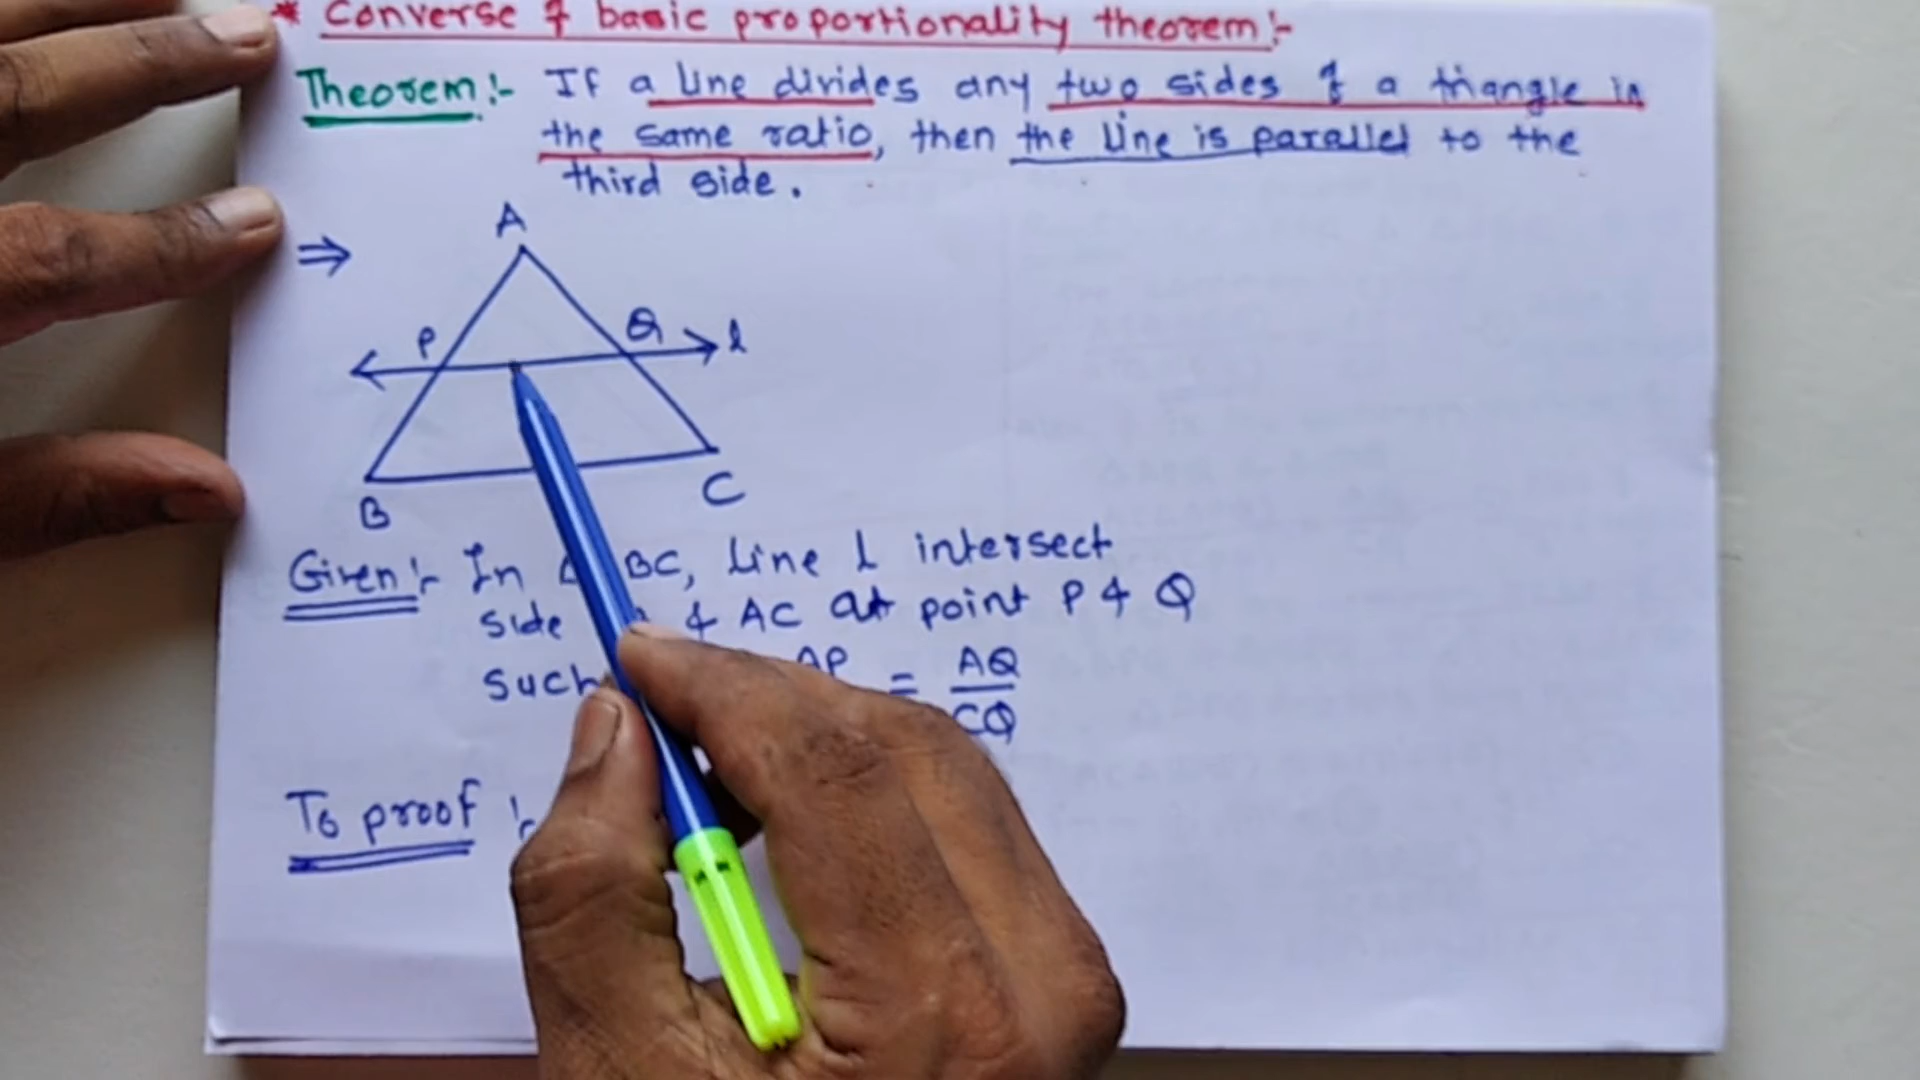 * Converse of basic proportionality theorem:-
Theorem:- If a line divides any two sides of a triangle in
the same ratio, then the line is parallel to the
third side.
⇒
A
P Q l
B C
Given:- In BC, Line l intersect
side & AC at point P & Q
such AP = AQ
CQ
To proof :-